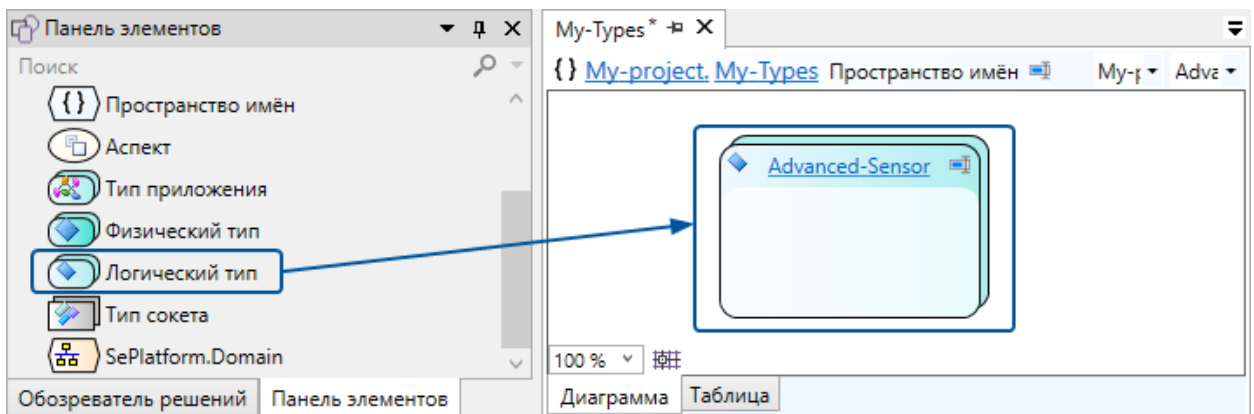 Панель элементов
Поиск
{ } Пространство имён
Аспект
Тип приложения
Физический тип
Логический тип
Тип сокета
SePlatform.Domain
Обозреватель решений
Панель элементов
My-Types*
{ } My-project. My-Types Пространство имён
Advanced-Sensor
100 %
Диаграмма
Таблица